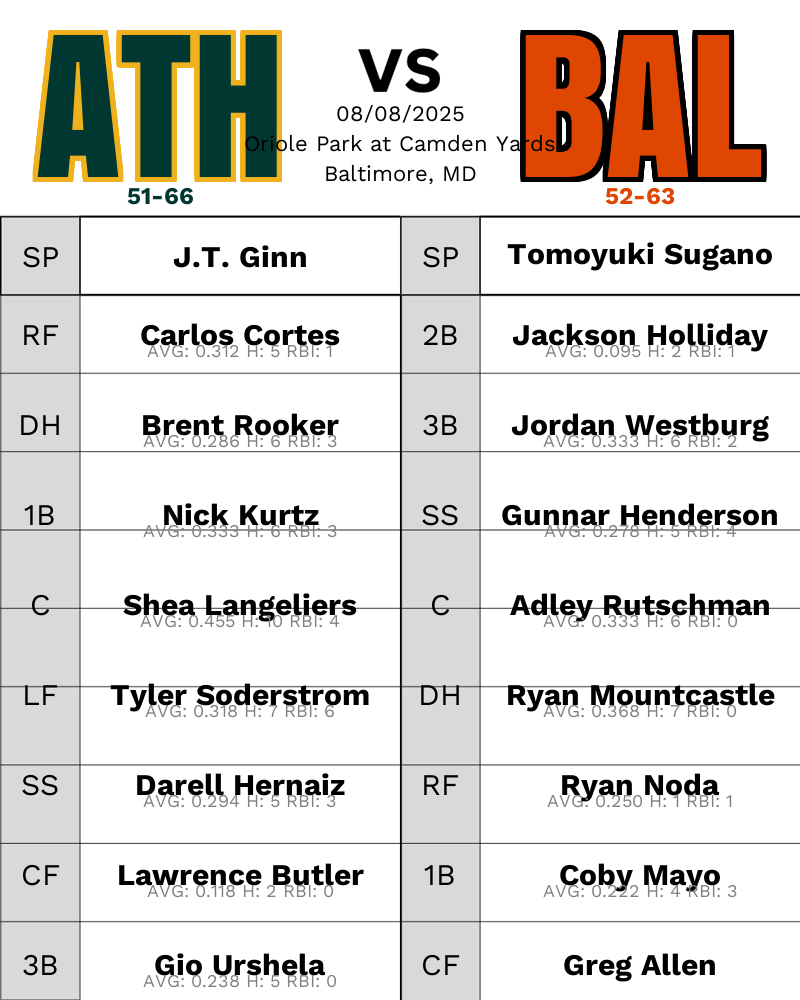 ATH VS BAL
08/08/2025
Oriole Park at Camden Yards
Baltimore, MD
51-66 52-63
SP J.T. Ginn SP Tomoyuki Sugano
RF Carlos Cortes 2B Jackson Holliday
AVG: 0.312 H: 5 RBI: 1 AVG: 0.095 H: 2 RBI: 1
DH Brent Rooker 3B Jordan Westburg
AVG: 0.286 H: 6 RBI: 3 AVG: 0.333 H: 6 RBI: 2
1B Nick Kurtz SS Gunnar Henderson
AVG: 0.333 H: 6 RBI: 3 AVG: 0.278 H: 5 RBI: 4
C Shea Langeliers C Adley Rutschman
AVG: 0.455 H: 10 RBI: 4 AVG: 0.333 H: 6 RBI: 0
LF Tyler Soderstrom DH Ryan Mountcastle
AVG: 0.318 H: 7 RBI: 6 AVG: 0.368 H: 7 RBI: 0
SS Darell Hernaiz RF Ryan Noda
AVG: 0.294 H: 5 RBI: 3 AVG: 0.250 H: 1 RBI: 1
CF Lawrence Butler 1B Coby Mayo
AVG: 0.118 H: 2 RBI: 0 AVG: 0.222 H: 4 RBI: 3
3B Gio Urshela CF Greg Allen
AVG: 0.238 H: 5 RBI: 0